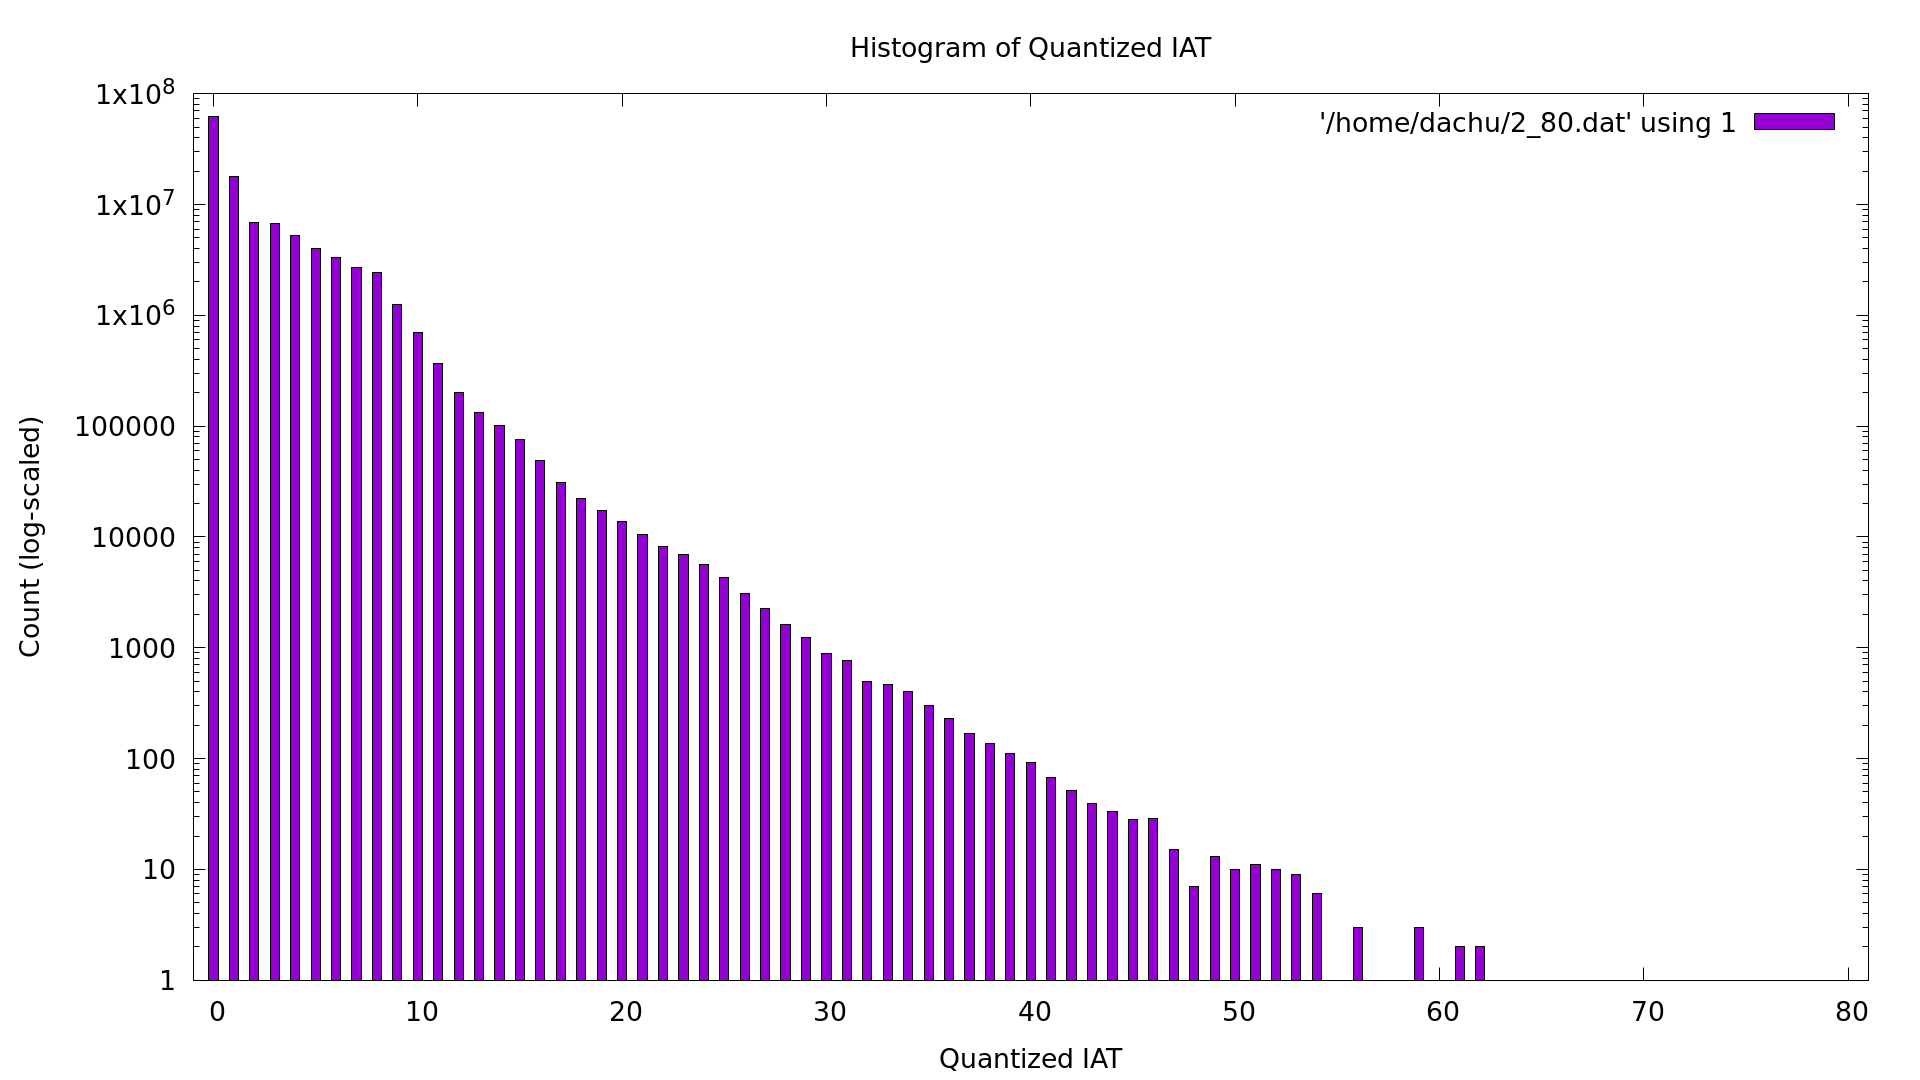 Histogram of Quantized IAT
'/home/dachu/2_80.dat' using 1
1x10^8
1x10^7
1x10^6
100000
10000
1000
100
10
1
Count (log-scaled)
0 10 20 30 40 50 60 70 80
Quantized IAT